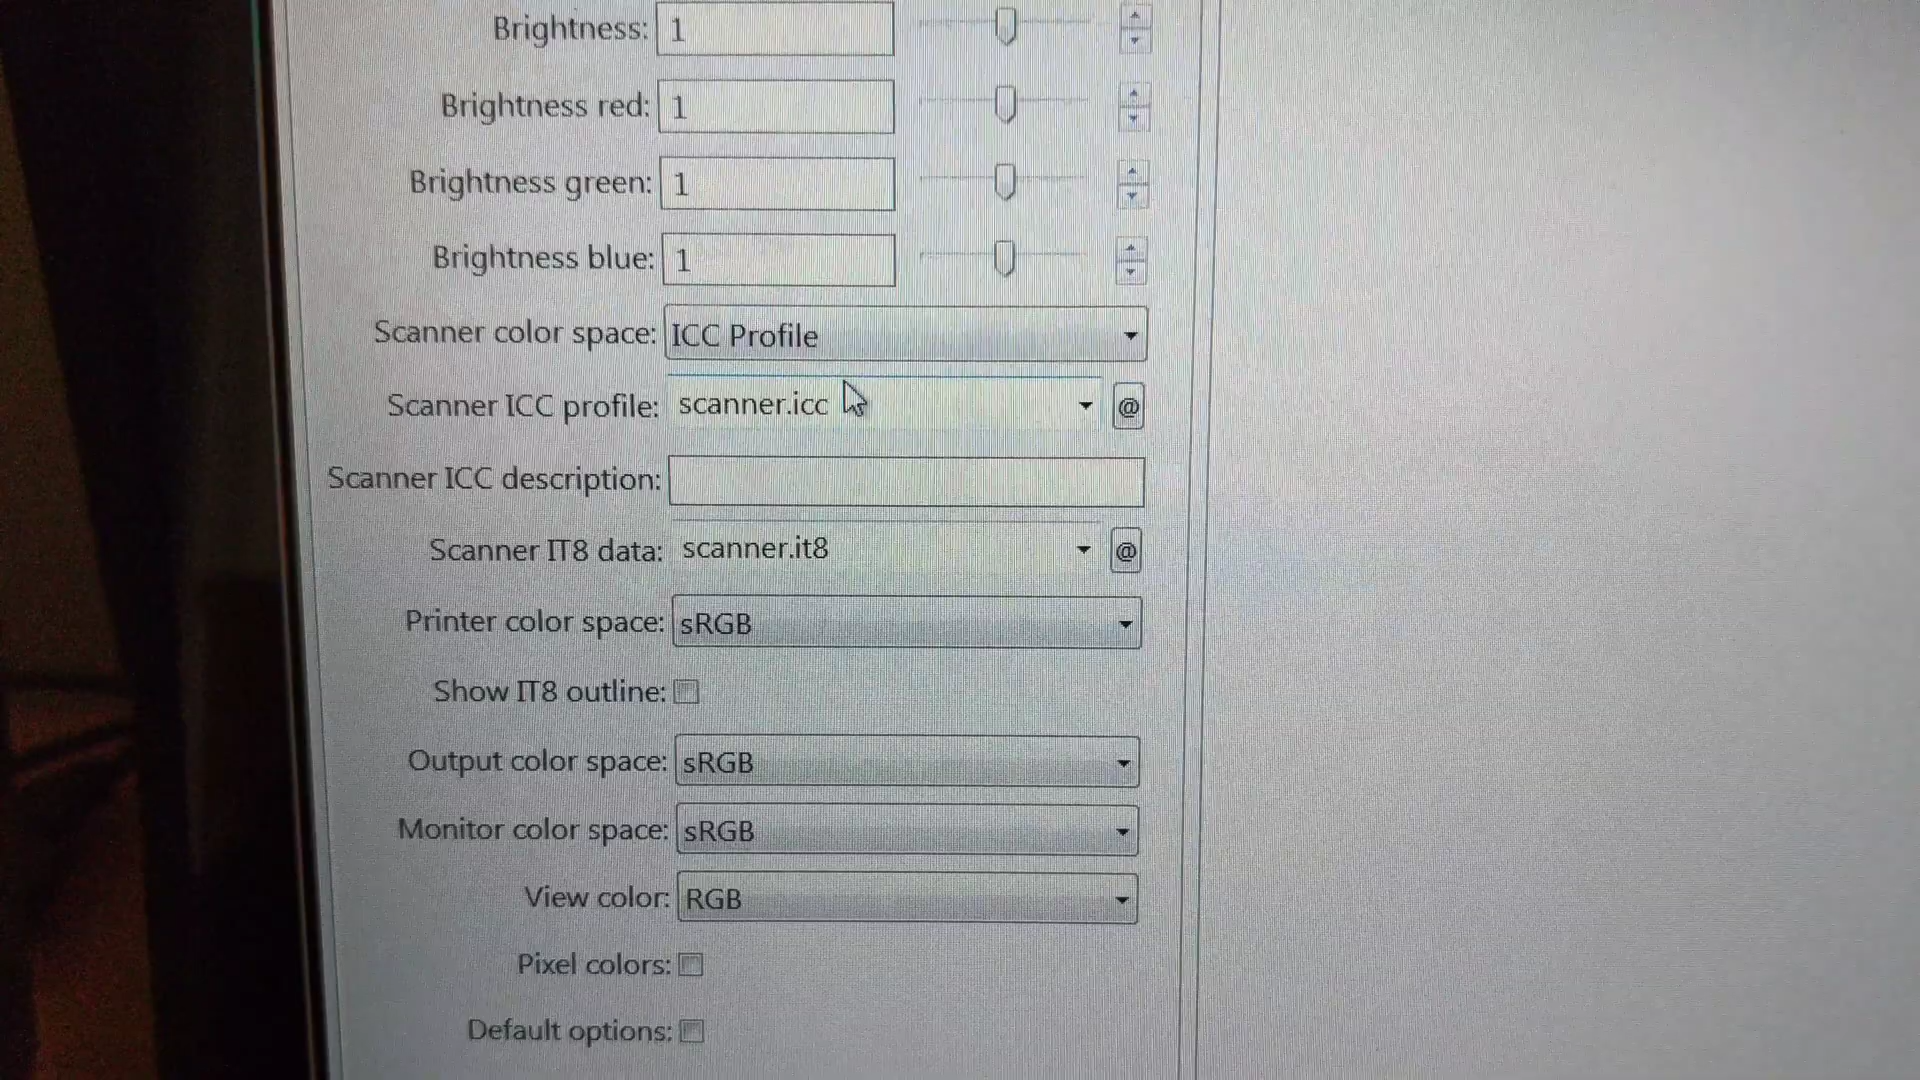 Brightness: 1
Brightness red: 1
Brightness green: 1
Brightness blue: 1
Scanner color space: ICC Profile
Scanner ICC profile: scanner.icc @
Scanner ICC description:
Scanner IT8 data: scanner.it8 @
Printer color space: sRGB
Show IT8 outline:
Output color space: sRGB
Monitor color space: sRGB
View color: RGB
Pixel colors:
Default options: